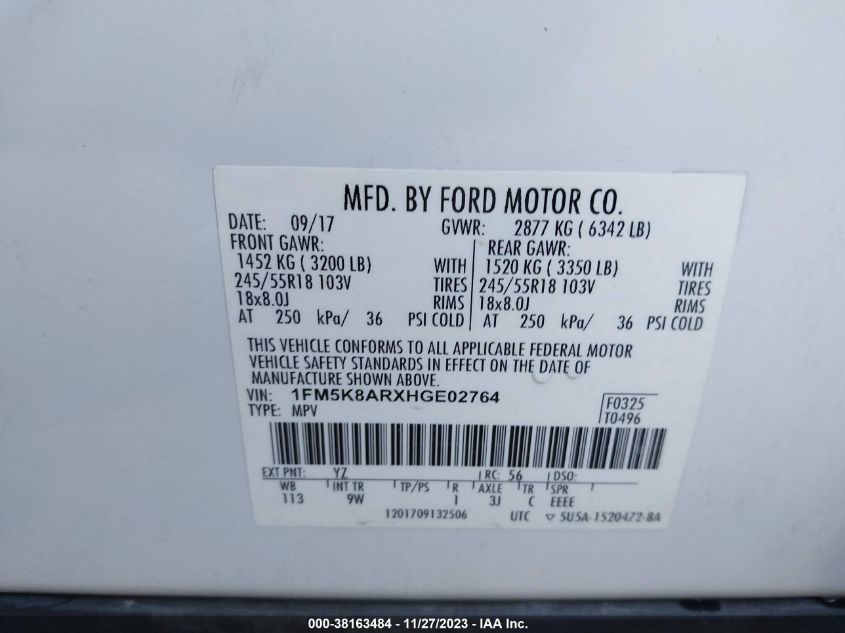 MFD. BY FORD MOTOR CO.
DATE: 09/17 GVWR: 2877 KG ( 6342 LB)
FRONT GAWR: REAR GAWR:
1452 KG ( 3200 LB) WITH 1520 KG ( 3350 LB) WITH
245/55R18 103V TIRES 245/55R18 103V TIRES
18x8.0J RIMS 18x8.0J RIMS
AT 250 kPa/ 36 PSI COLD AT 250 kPa/ 36 PSI COLD
THIS VEHICLE CONFORMS TO ALL APPLICABLE FEDERAL MOTOR
VEHICLE SAFETY STANDARDS IN EFFECT ON THE DATE OF
MANUFACTURE SHOWN ABOVE.
VIN: 1FM5K8ARXHGE02764 F0325
TYPE: MPV T0496
EXT PNT: YZ RC: 56 DSO:
WB INT TR TP/PS R AXLE TR SPR
113 9W 1 3J C EEEE
1201709132506 UTC ▽ 5U5A-1520472-BA
000-38163484 - 11/27/2023 - IAA Inc.